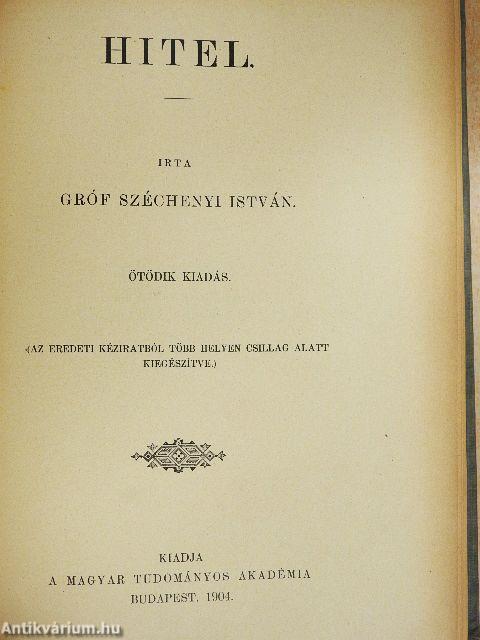 HITEL.
IRTA
GRÓF SZÉCHENYI ISTVÁN.
ÖTÖDIK KIADÁS.
(AZ EREDETI KÉZIRATBÓL TÖBB HELYEN CSILLAG ALATT
KIEGÉSZÍTVE.)
KIADJA
A MAGYAR TUDOMÁNYOS AKADÉMIA
BUDAPEST, 1904.
Antikvárium.hu